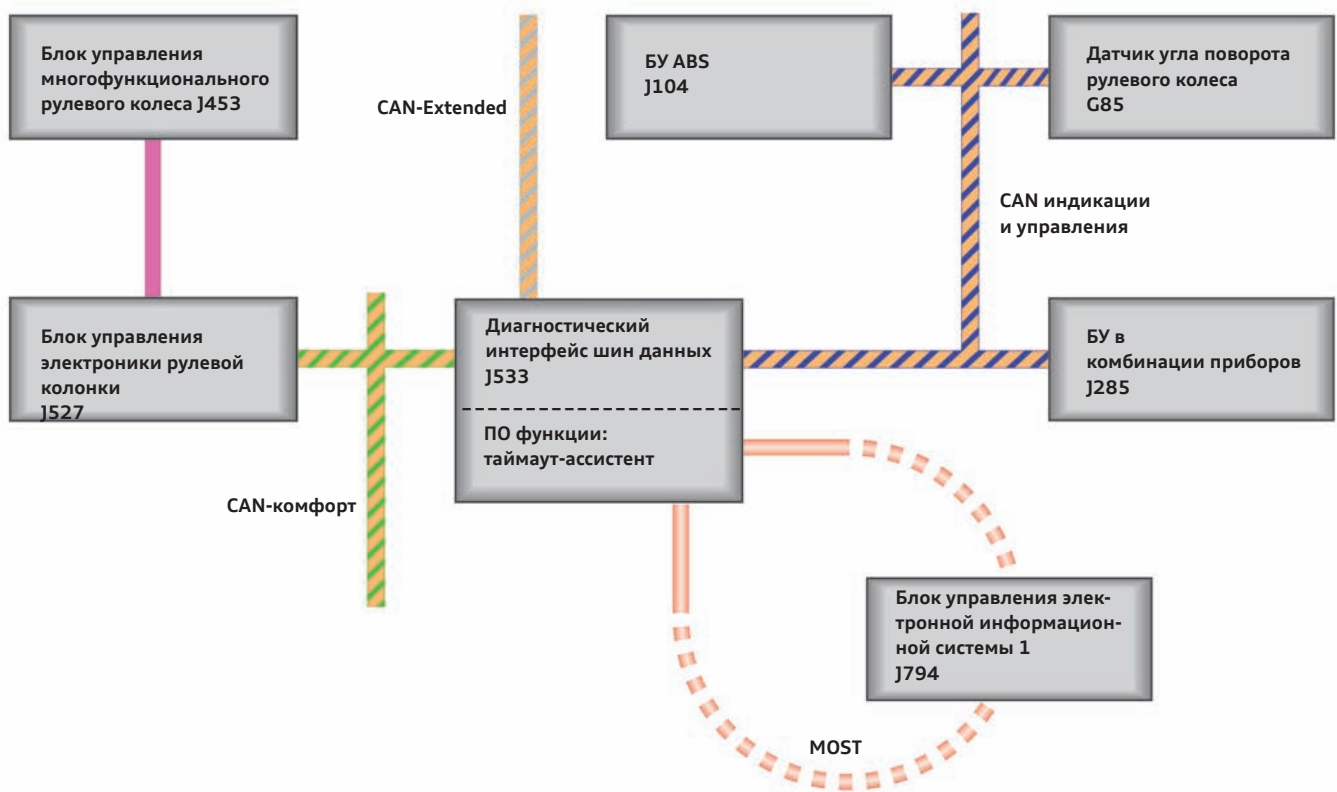 Блок управления
многофункционального
рулевого колеса J453
CAN-Extended
БУ ABS
J104
Датчик угла поворота
рулевого колеса
G85
CAN индикации
и управления
Блок управления
электроники рулевой
колонки
J527
Диагностический
интерфейс шин данных
J533
ПО функции:
таймаут-ассистент
БУ в
комбинации приборов
J285
CAN-комфорт
Блок управления элек-
тронной информацион-
ной системы 1
J794
MOST